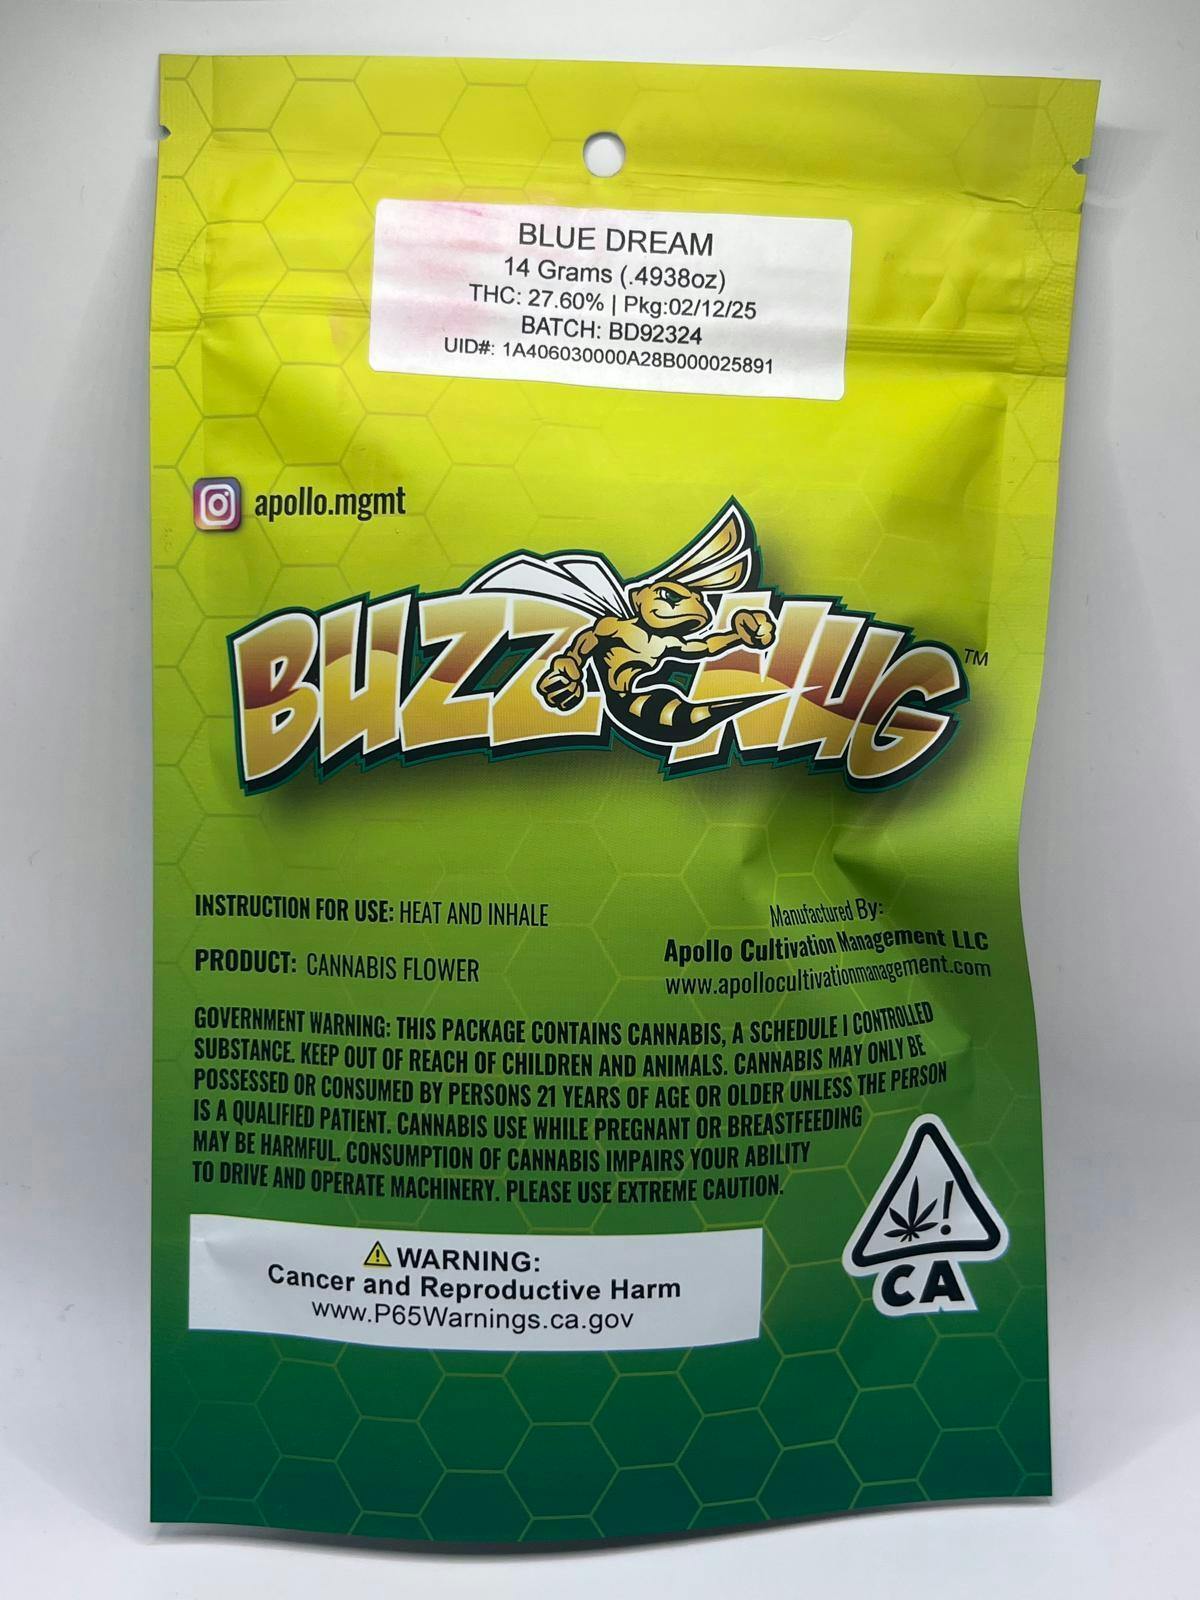 BLUE DREAM
14 Grams (.4938oz)
THC: 27.60% | Pkg:02/12/25
BATCH: BD92324
UID#: 1A406030000A28B000025891
apollo.mgmt
BUZZ NUG TM
INSTRUCTION FOR USE: HEAT AND INHALE
PRODUCT: CANNABIS FLOWER
Manufactured By:
Apollo Cultivation Management LLC
www.apollocultivationmanagement.com
GOVERNMENT WARNING: THIS PACKAGE CONTAINS CANNABIS, A SCHEDULE I CONTROLLED
SUBSTANCE. KEEP OUT OF REACH OF CHILDREN AND ANIMALS. CANNABIS MAY ONLY BE
POSSESSED OR CONSUMED BY PERSONS 21 YEARS OF AGE OR OLDER UNLESS THE PERSON
IS A QUALIFIED PATIENT. CANNABIS USE WHILE PREGNANT OR BREASTFEEDING
MAY BE HARMFUL. CONSUMPTION OF CANNABIS IMPAIRS YOUR ABILITY
TO DRIVE AND OPERATE MACHINERY. PLEASE USE EXTREME CAUTION.
⚠ WARNING:
Cancer and Reproductive Harm
www.P65Warnings.ca.gov
!
CA